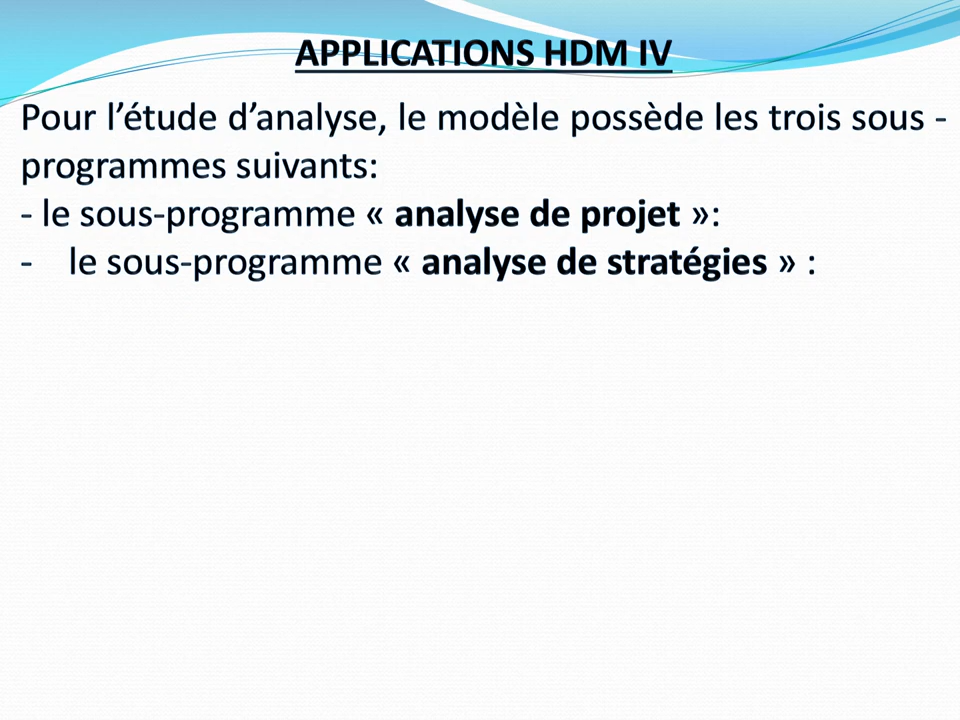 APPLICATIONS HDM IV
Pour l’étude d’analyse, le modèle possède les trois sous -
programmes suivants:
- le sous-programme « analyse de projet »:
- le sous-programme « analyse de stratégies » :